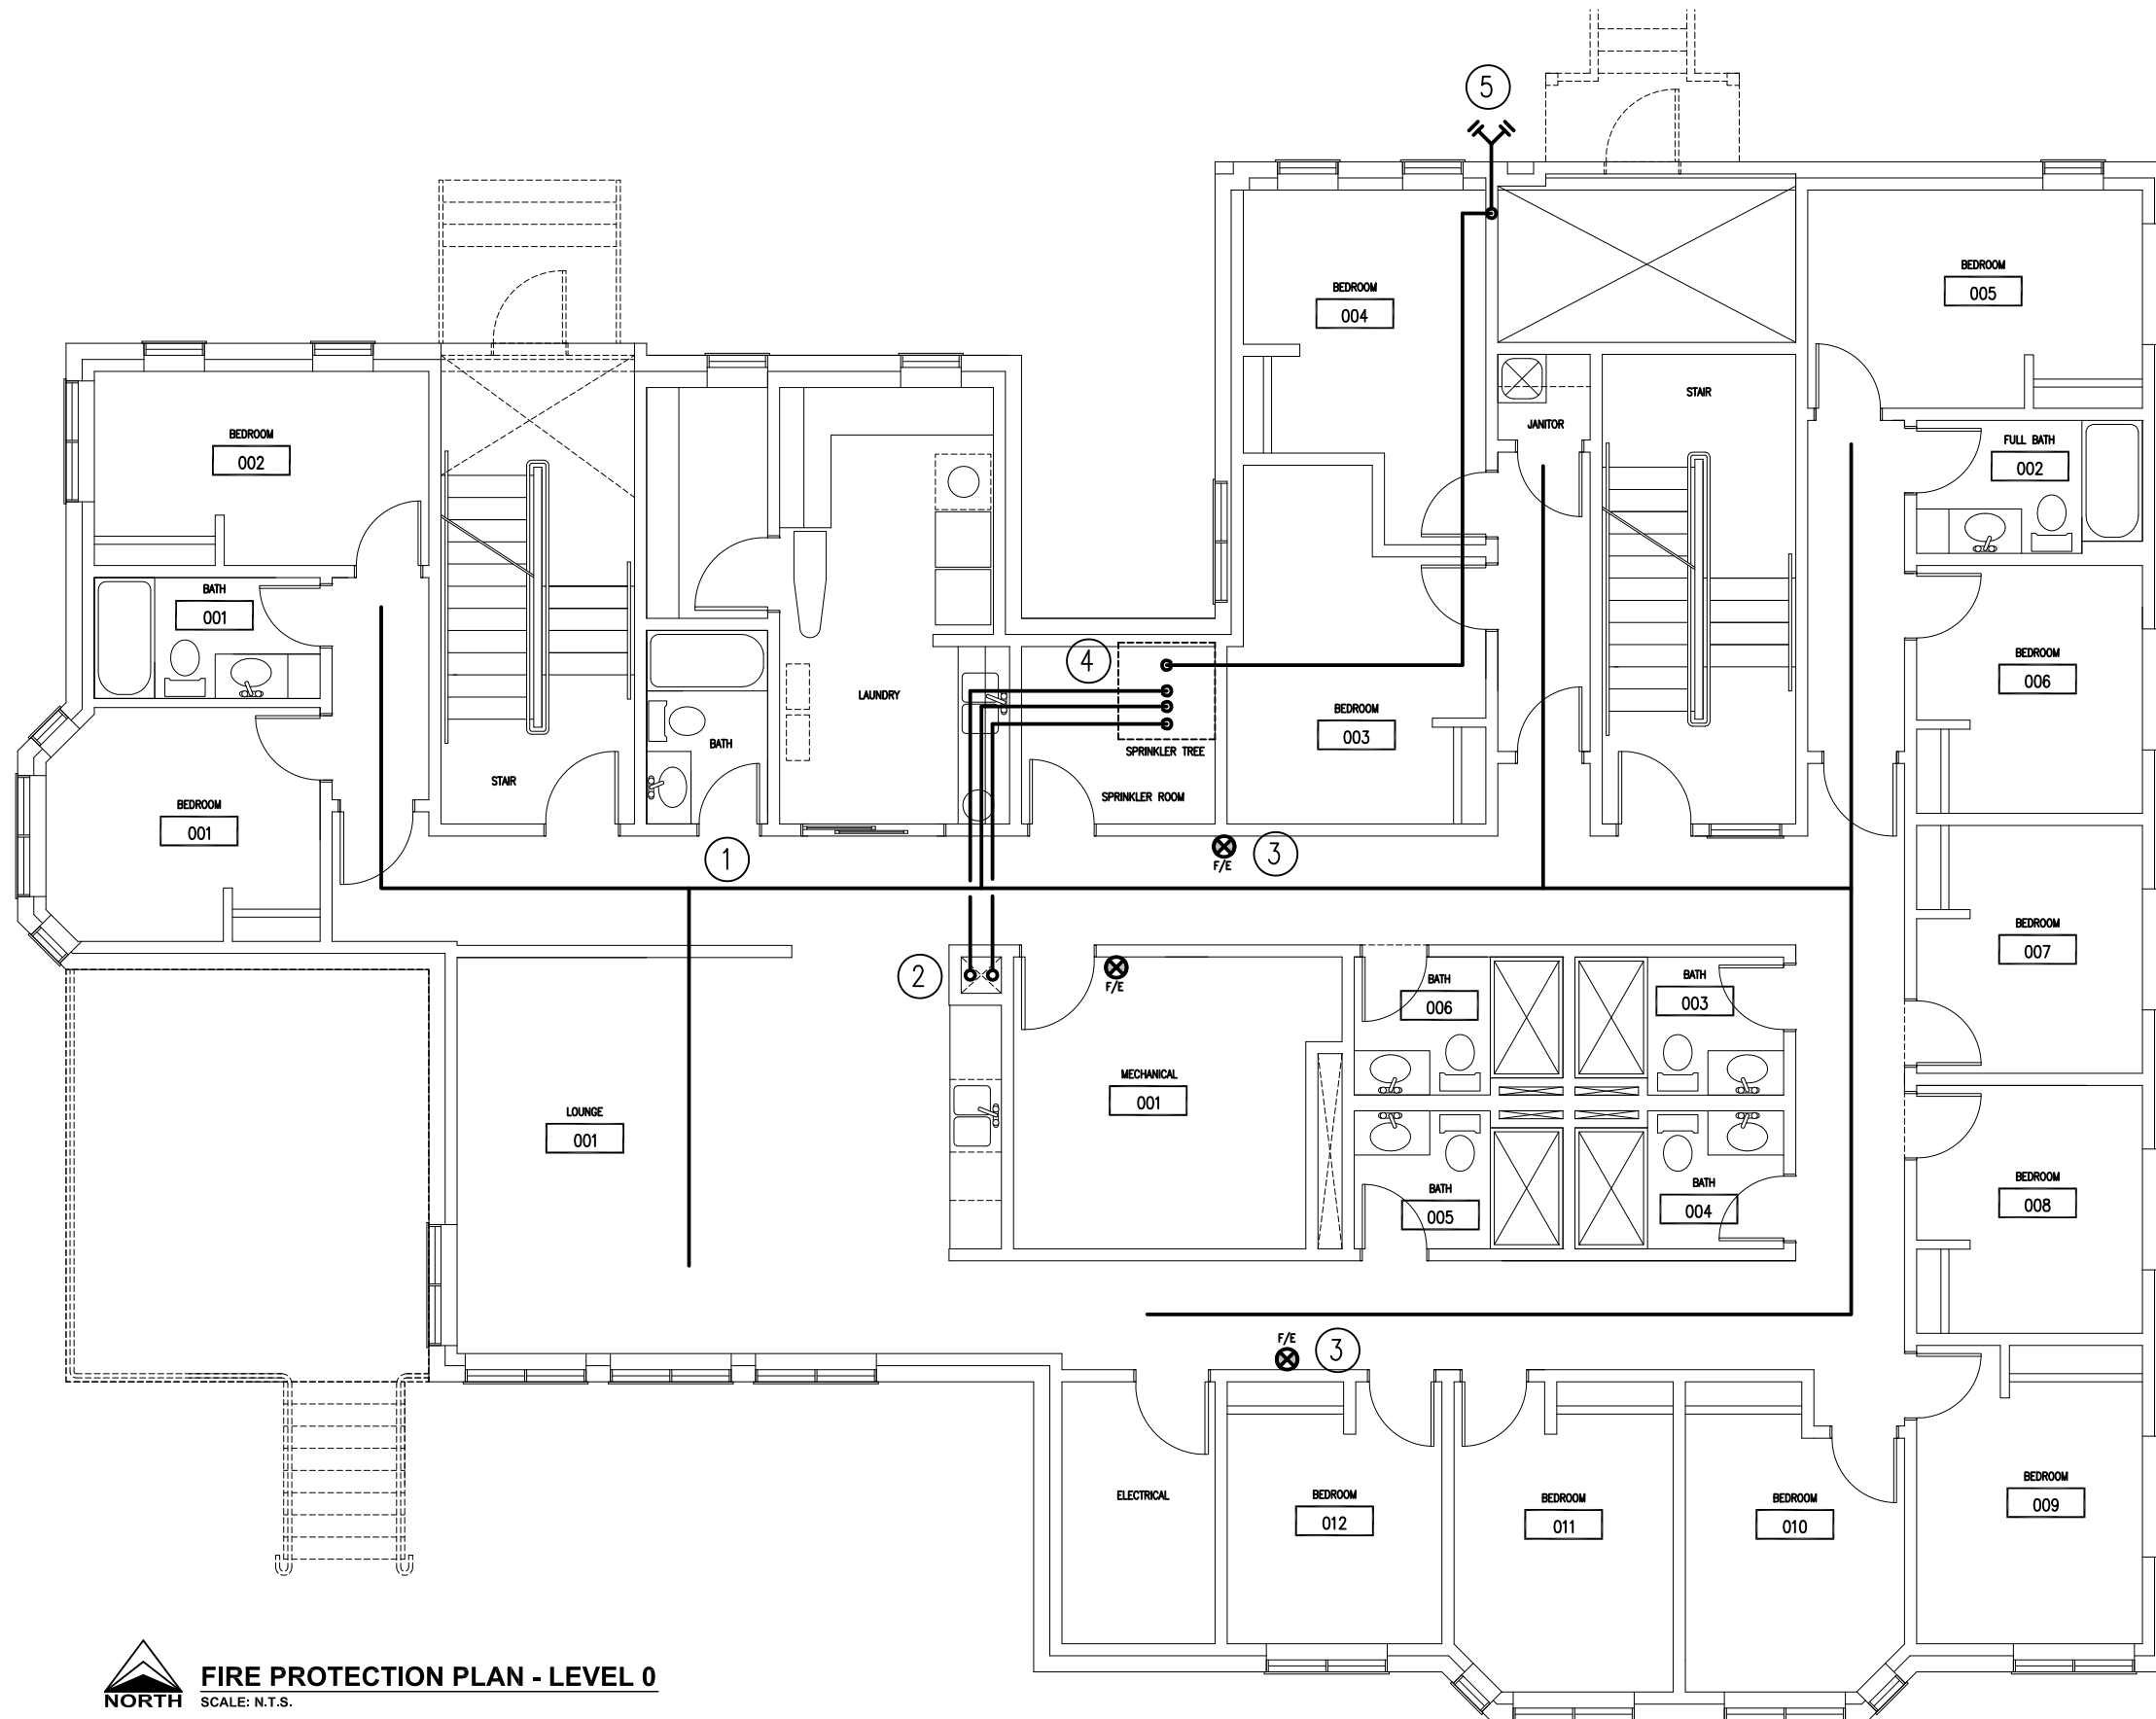 5
BEDROOM
005
BEDROOM
004
STAIR
JANITOR
BEDROOM
002
FULL BATH
002
BATH
001
BEDROOM
006
4
LAUNDRY
BEDROOM
003
BATH
SPRINKLER TREE
STAIR
SPRINKLER ROOM
BEDROOM
001
1
F/E
3
BEDROOM
007
2
F/E
BATH
006
BATH
003
MECHANICAL
001
LOUNGE
001
BATH
005
BATH
004
BEDROOM
008
F/E
3
ELECTRICAL
BEDROOM
012
BEDROOM
011
BEDROOM
010
BEDROOM
009
NORTH
FIRE PROTECTION PLAN - LEVEL 0
SCALE: N.T.S.